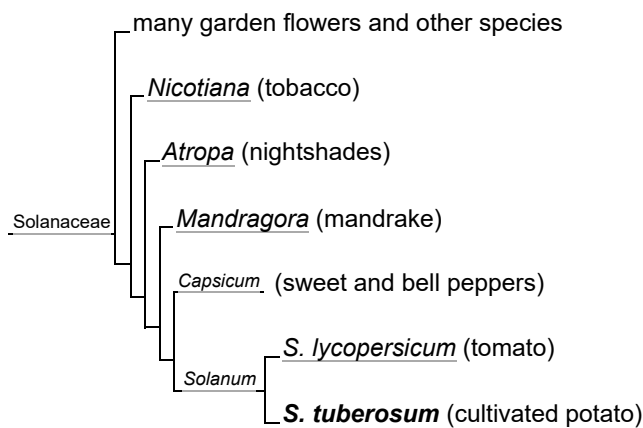 many garden flowers and other species
Nicotiana (tobacco)
Atropa (nightshades)
Solanaceae
Mandragora (mandrake)
Capsicum (sweet and bell peppers)
S. lycopersicum (tomato)
Solanum
S. tuberosum (cultivated potato)